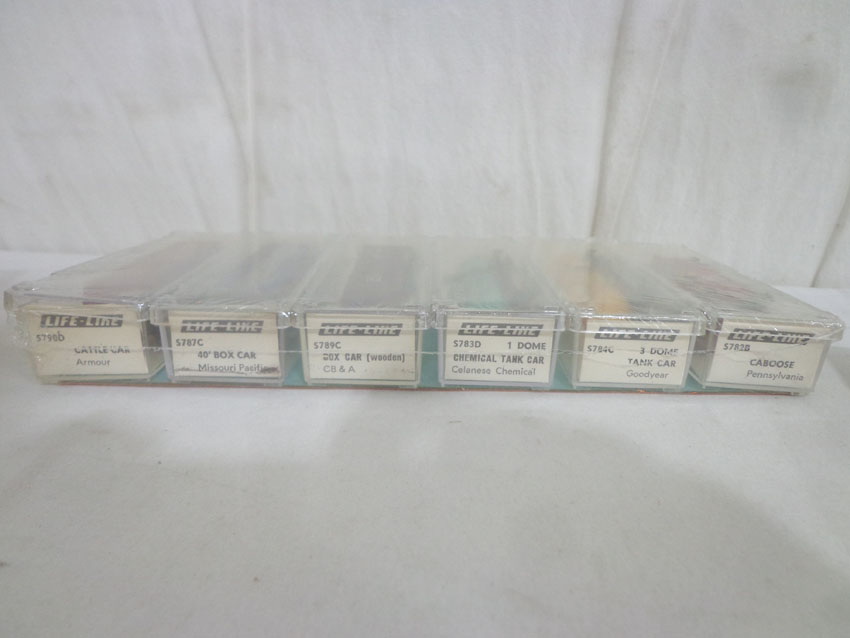 LIFE-LINE
S790D
CATTLE CAR
Armour
LIFE-LINE
S787C
40' BOX CAR
Missouri Pacific
LIFE-LINE
S789C
BOX CAR (wooden)
CB & A
LIFE-LINE
S783D 1 DOME
CHEMICAL TANK CAR
Celanese Chemical
LIFE-LINE
S784C 3 DOME
TANK CAR
Goodyear
LIFE-LINE
S782B
CABOOSE
Pennsylvania